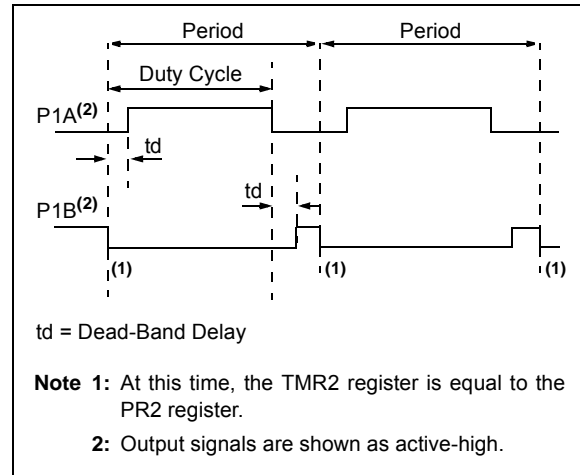 Period Period
Duty Cycle
P1A(2)
td
td
P1B(2)
(1) (1) (1)
td = Dead-Band Delay
Note 1: At this time, the TMR2 register is equal to the
PR2 register.
2: Output signals are shown as active-high.